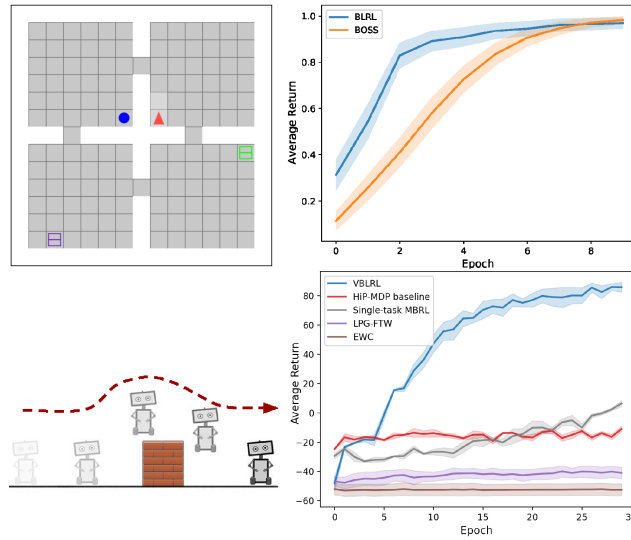 BLRL
BOSS
Average Return
1.0
0.8
0.6
0.4
0.2
0
2
4
6
8
Epoch
VBLRL
HiP-MDP baseline
Single-task MBRL
LPG-FTW
EWC
Average Return
80
60
40
20
0
−20
−40
−60
0
5
10
15
20
25
Epoch